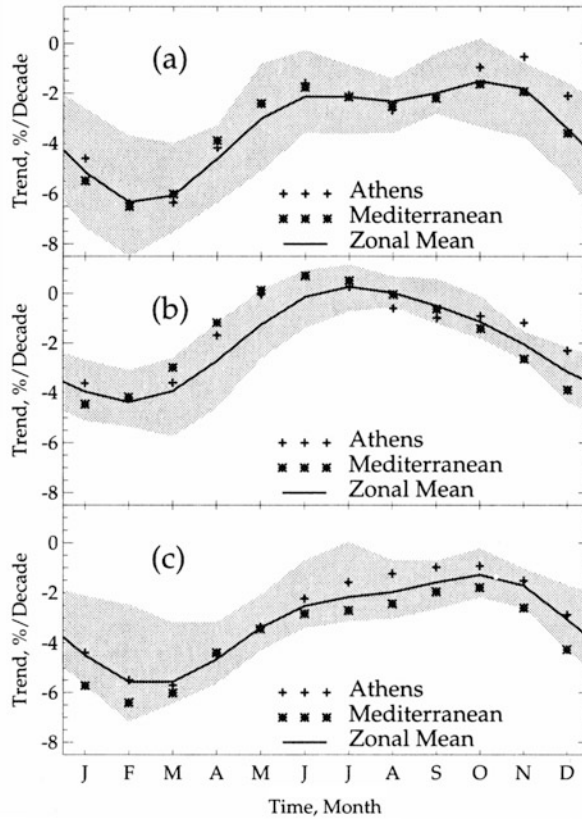 (a)
Trend, %/Decade
0
-2
-4
-6
-8
+ + + Athens
Mediterranean
Zonal Mean
(b)
Trend, %/Decade
0
-2
-4
-6
-8
+ + + Athens
Mediterranean
Zonal Mean
(c)
Trend, %/Decade
0
-2
-4
-6
-8
+ + + Athens
Mediterranean
Zonal Mean
J F M A M J J A S O N D
Time, Month